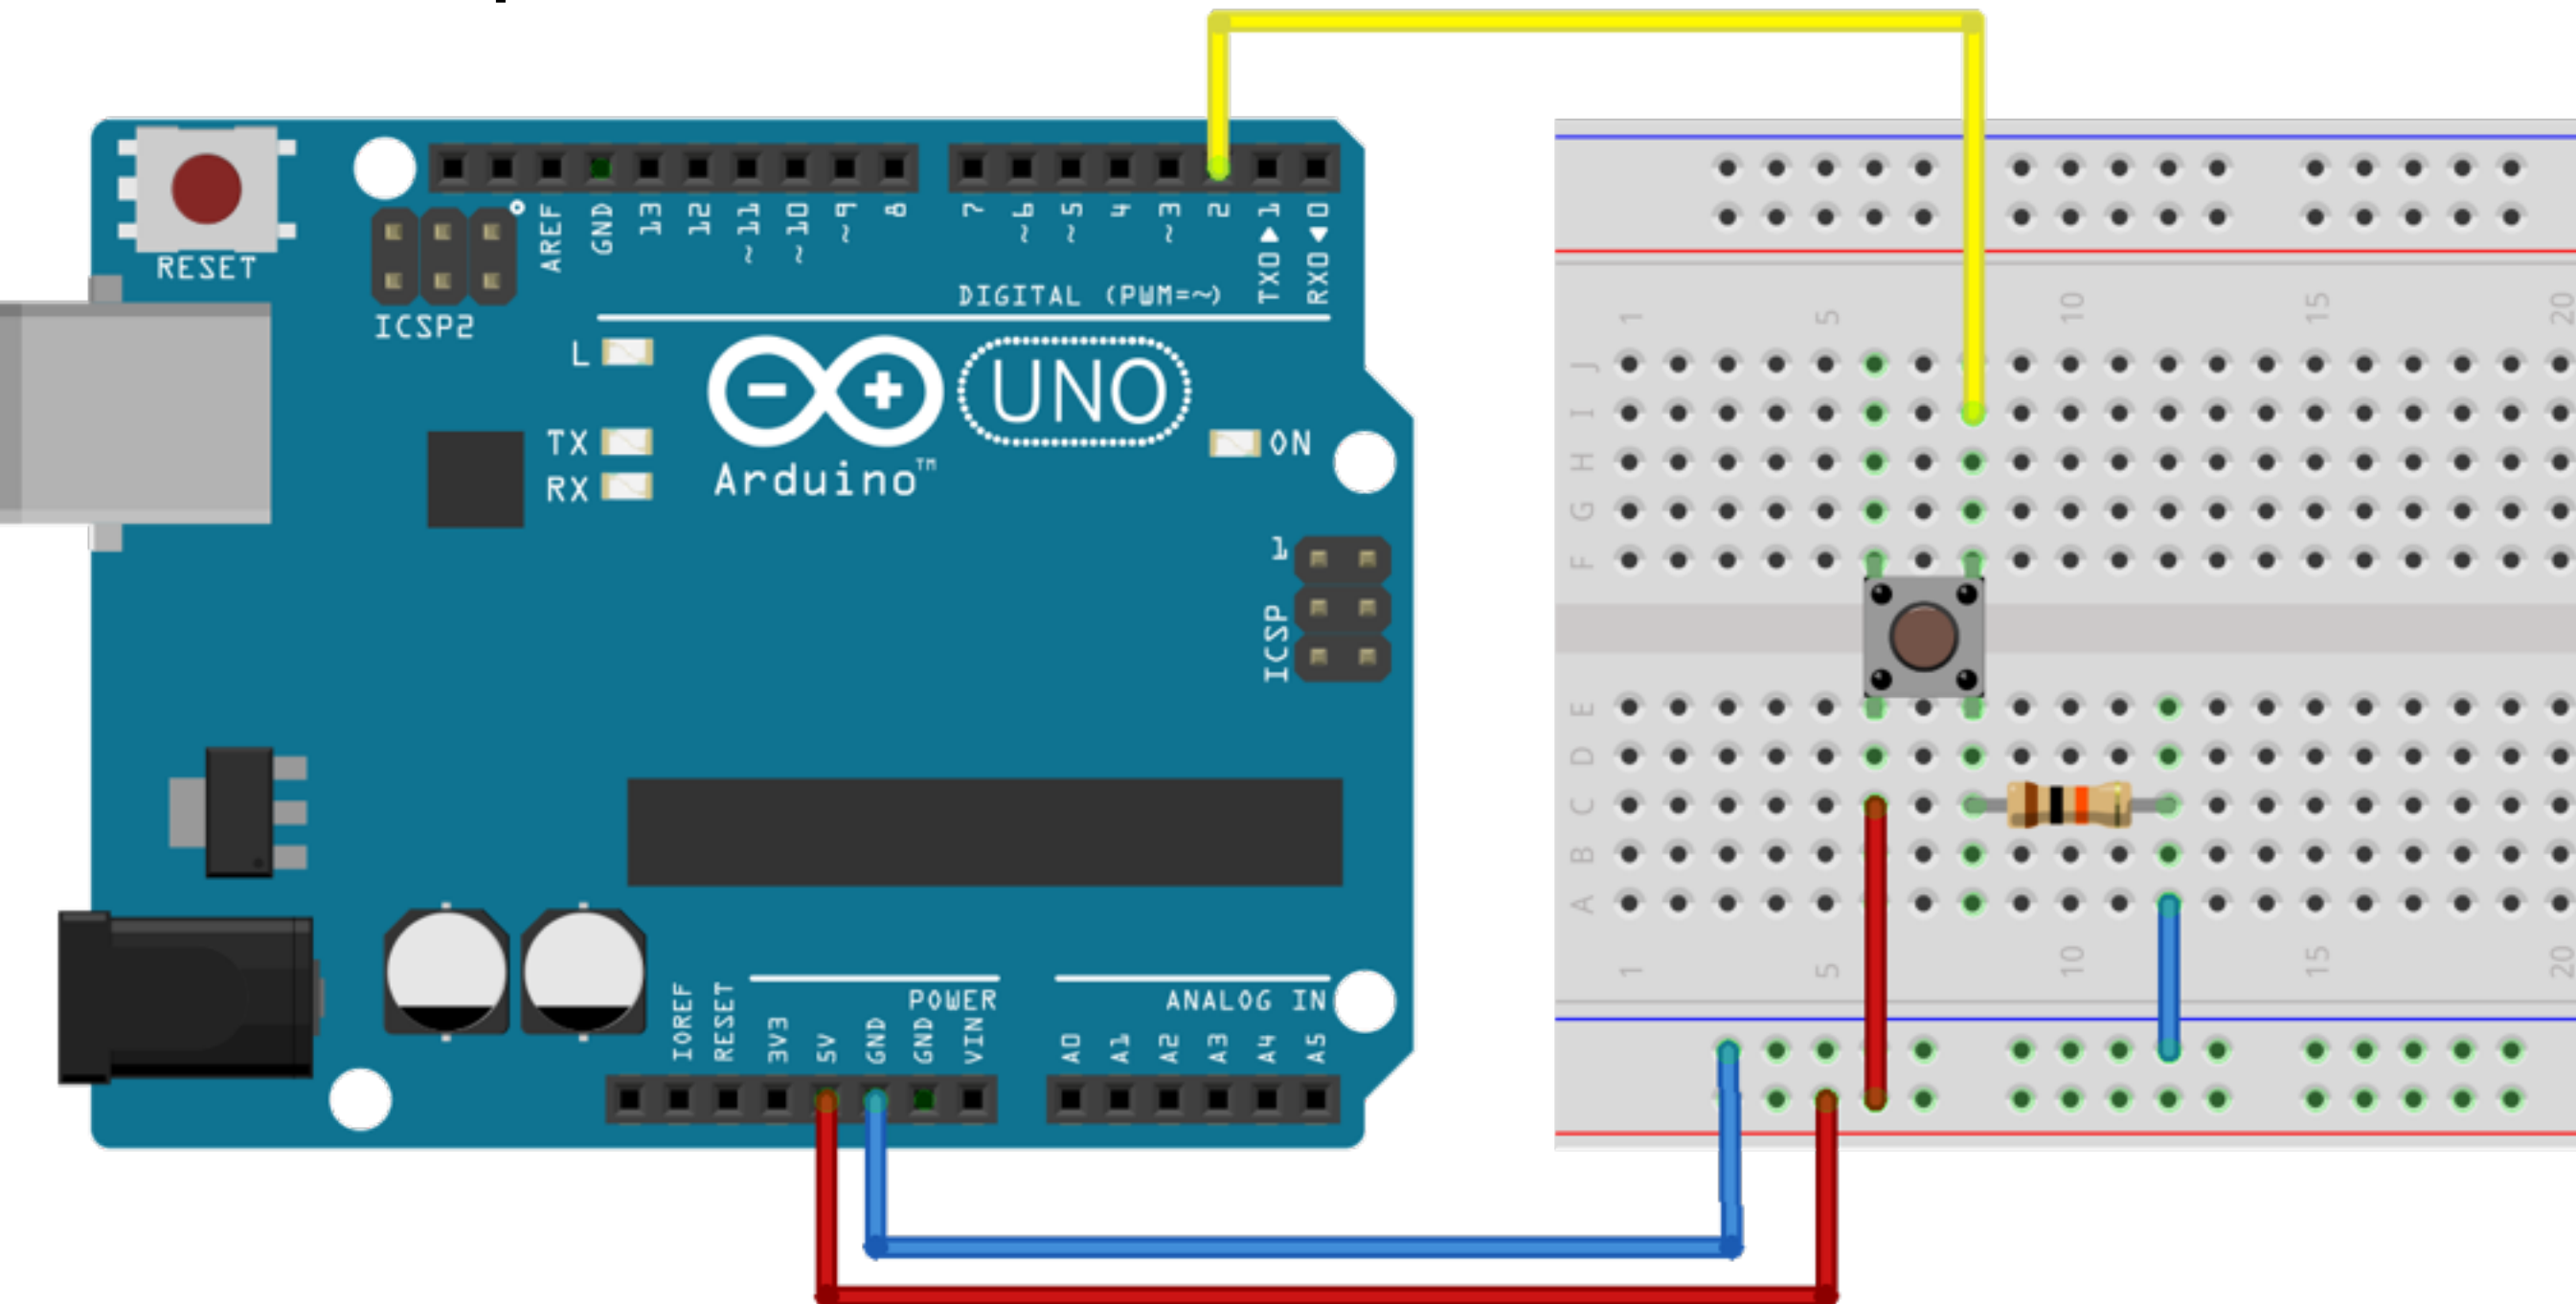 RESET
ICSP2
AREF
GND
13
12
~11
~10
~9
8
7
~6
~5
4
~3
2
TX0▶1
RX0◀0
DIGITAL (PWM=~)
L
TX
RX
UNO
Arduino™
ON
1
ICSP
IOREF
RESET
3V3
5V
GND
GND
VIN
POWER
A0
A1
A2
A3
A4
A5
ANALOG IN
1 5 10 15 20
J
I
H
G
F
E
D
C
B
A
1 5 10 15 20